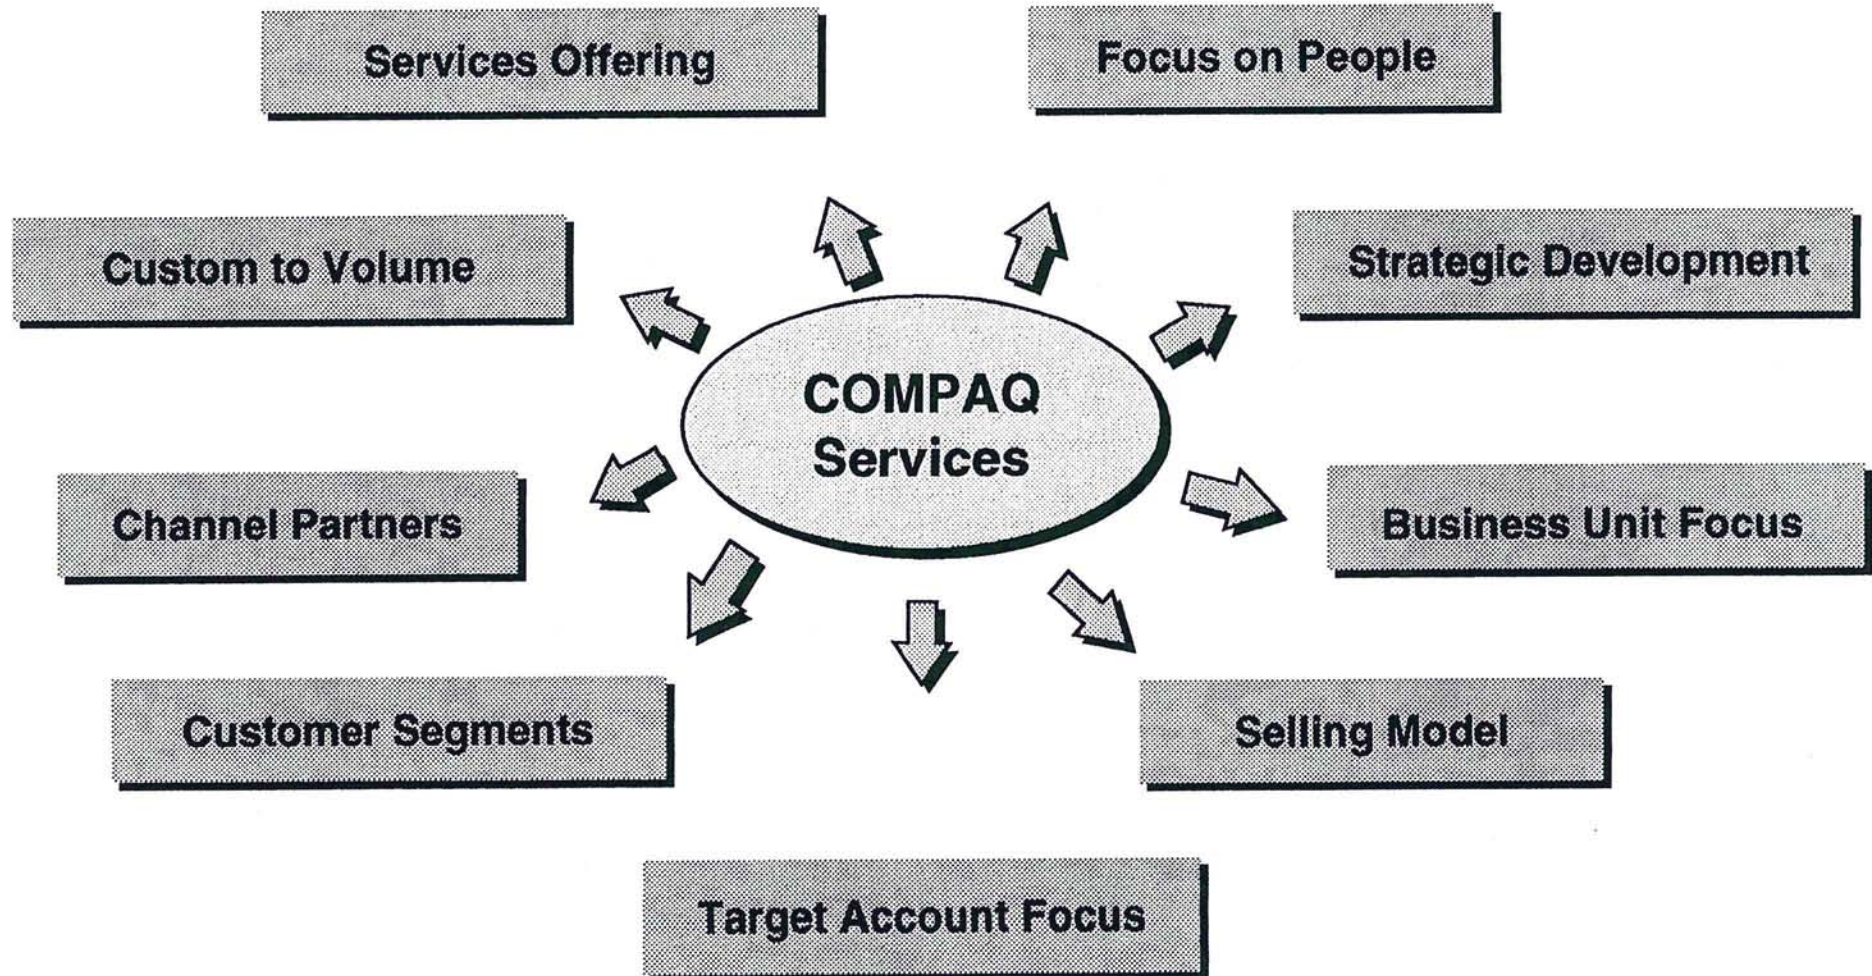 Services Offering
Focus on People
Custom to Volume
Strategic Development
COMPAQ
Services
Channel Partners
Business Unit Focus
Customer Segments
Selling Model
Target Account Focus